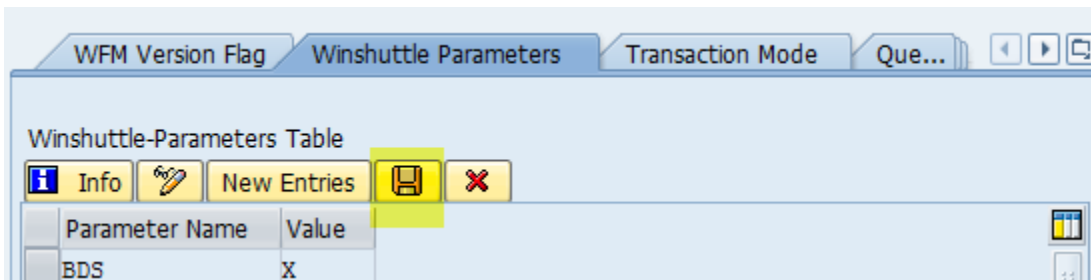 WFM Version Flag Winshuttle Parameters Transaction Mode Que...
Winshuttle-Parameters Table
Info New Entries
Parameter Name Value
BDS X